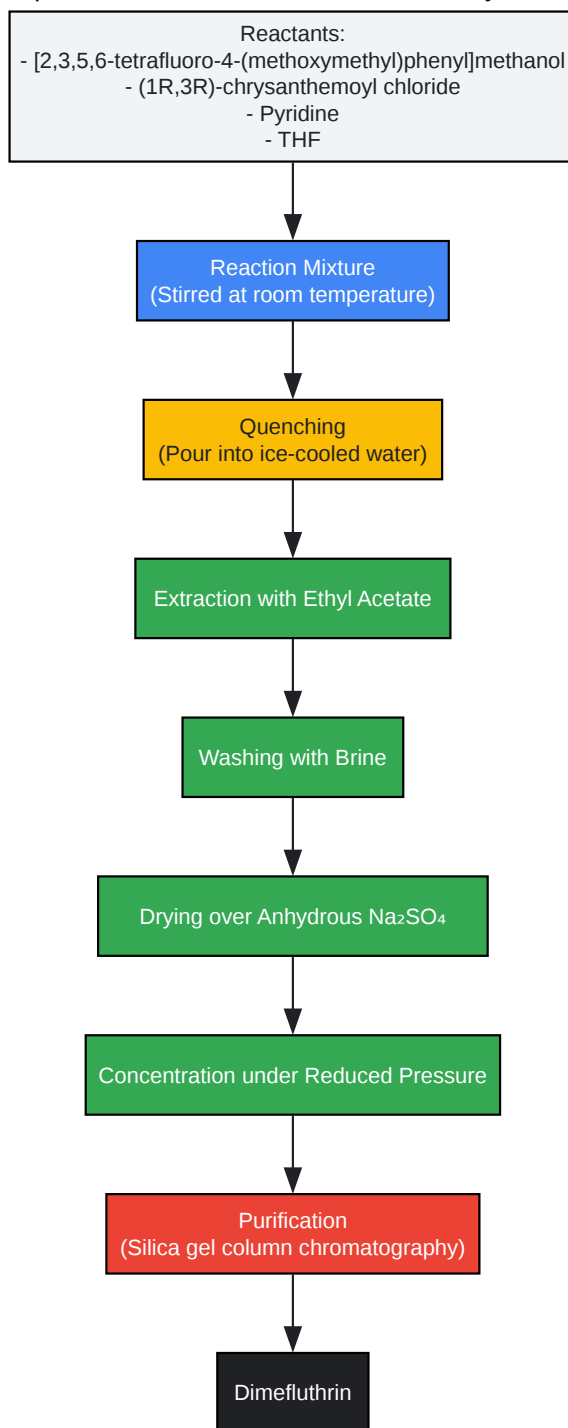 Reactants:
- [2,3,5,6-tetrafluoro-4-(methoxymethyl)phenyl]methanol
- (1R,3R)-chrysanthemoyl chloride
- Pyridine
- THF
Reaction Mixture
(Stirred at room temperature)
Quenching
(Pour into ice-cooled water)
Extraction with Ethyl Acetate
Washing with Brine
Drying over Anhydrous Na₂SO₄
Concentration under Reduced Pressure
Purification
(Silica gel column chromatography)
Dimefluthrin